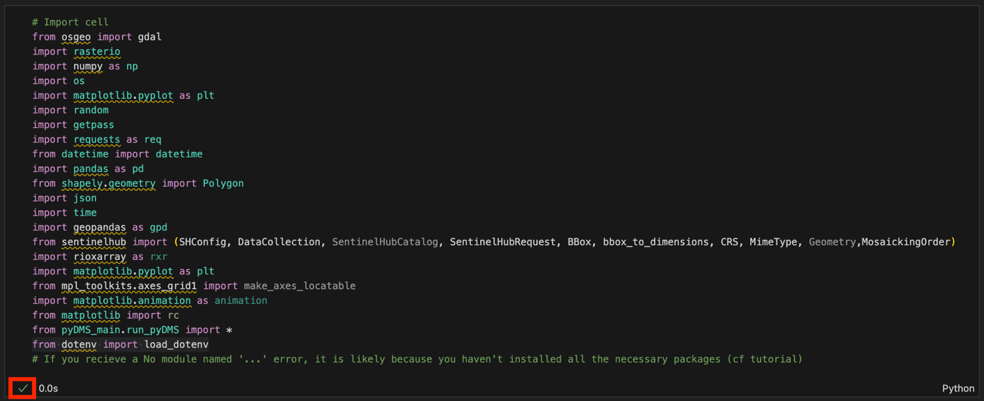 # Import cell
from osgeo import gdal
import rasterio
import numpy as np
import os
import matplotlib.pyplot as plt
import random
import getpass
import requests as req
from datetime import datetime
import pandas as pd
from shapely.geometry import Polygon
import json
import time
import geopandas as gpd
from sentinelhub import (SHConfig, DataCollection, SentinelHubCatalog, SentinelHubRequest, BBox, bbox_to_dimensions, CRS, MimeType, Geometry,MosaickingOrder)
import rioxarray as rxr
import matplotlib.pyplot as plt
from mpl_toolkits.axes_grid1 import make_axes_locatable
import matplotlib.animation as animation
from matplotlib import rc
from pyDMS_main.run_pyDMS import *
from dotenv import load_dotenv
# If you recieve a No module named '...' error, it is likely because you haven't installed all the necessary packages (cf tutorial)
0.0s Python